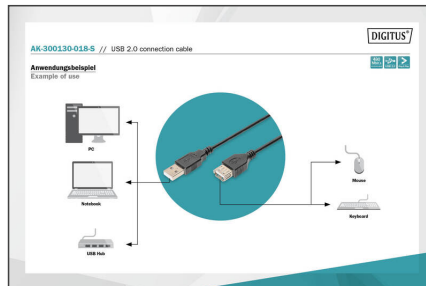 DIGITUS®
AK-300130-018-S // USB 2.0 connection cable
Anwendungsbeispiel
Example of use
PC
Notebook
USB Hub
Mouse
Keyboard